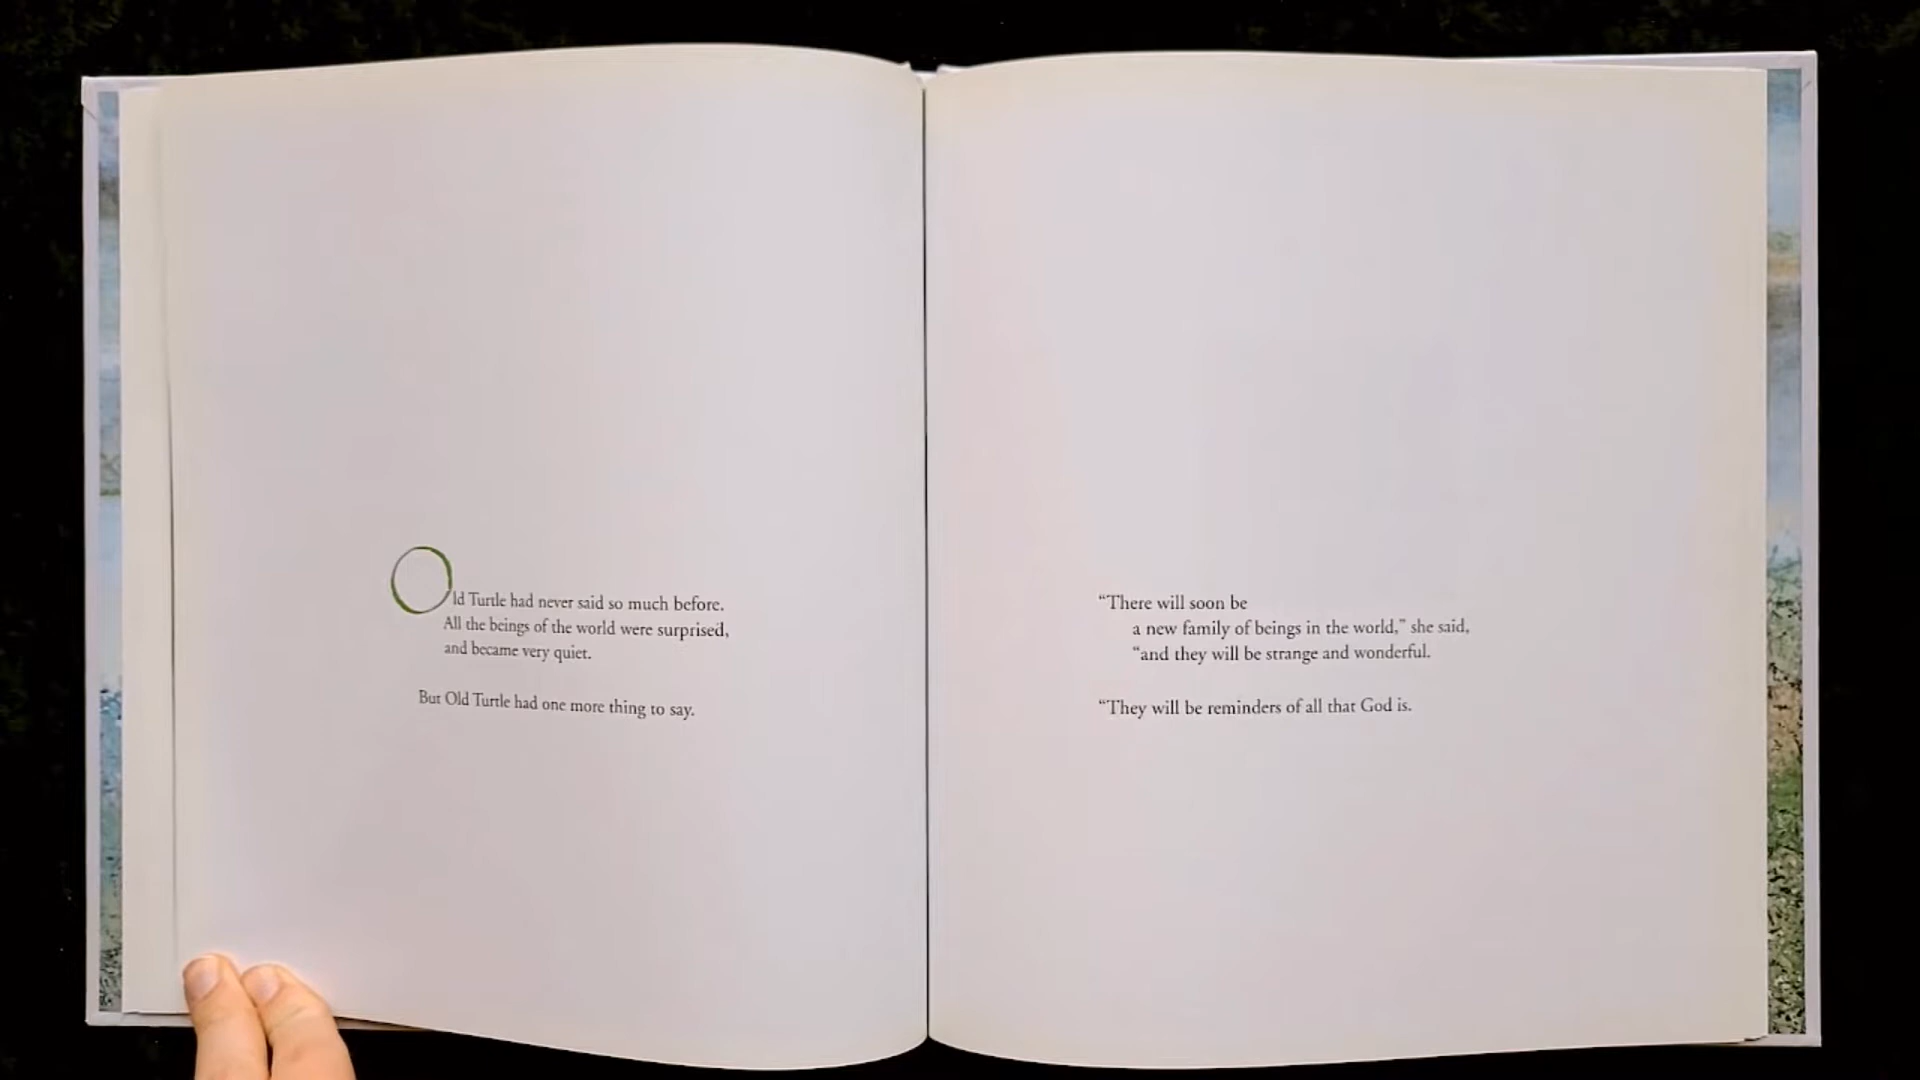 Old Turtle had never said so much before.
All the beings of the world were surprised,
and became very quiet.
But Old Turtle had one more thing to say.
“There will soon be
a new family of beings in the world,” she said,
“and they will be strange and wonderful.
“They will be reminders of all that God is.